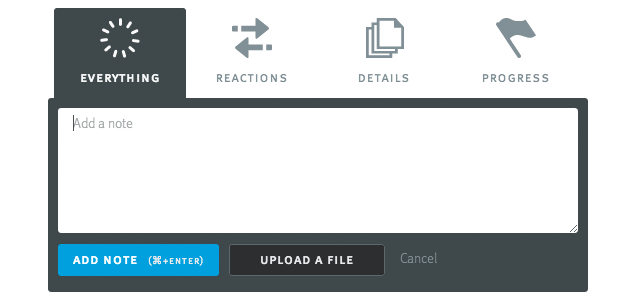 EVERYTHING REACTIONS DETAILS PROGRESS
Add a note
ADD NOTE (⌘+ENTER) UPLOAD A FILE Cancel